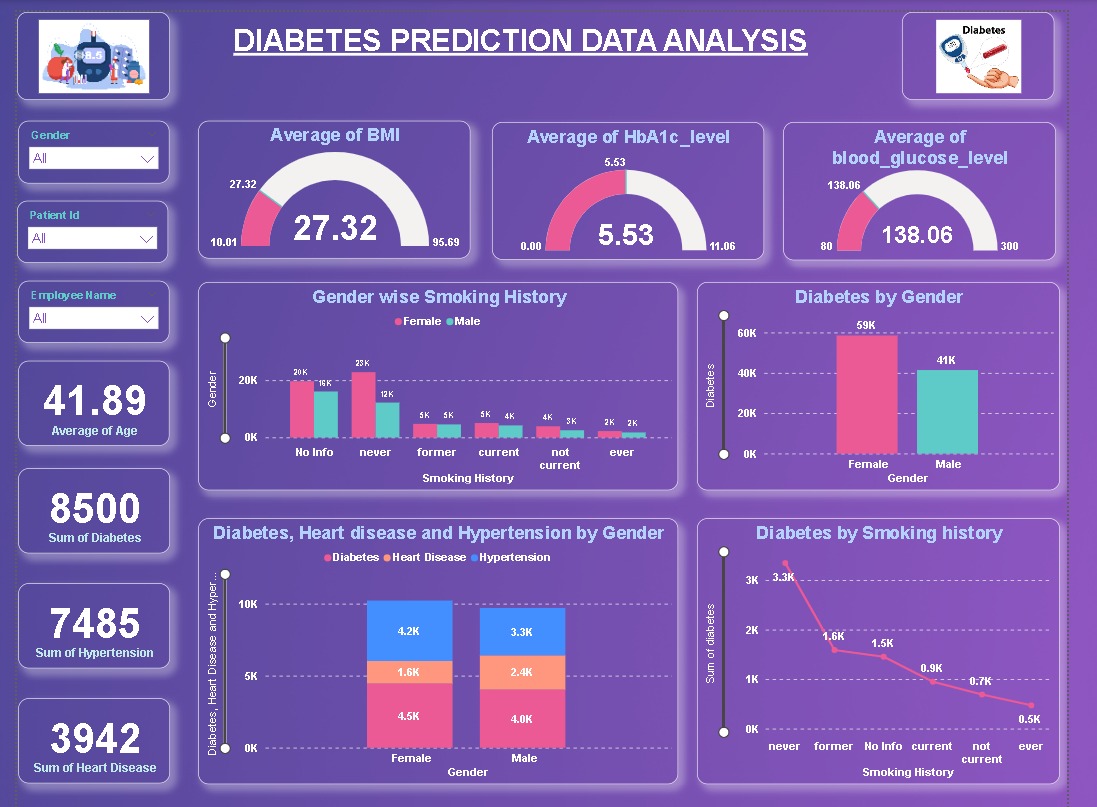 8.5
DIABETES PREDICTION DATA ANALYSIS
Diabetes
Gender
All
Patient Id
All
Employee Name
All
41.89
Average of Age
8500
Sum of Diabetes
7485
Sum of Hypertension
3942
Sum of Heart Disease
Average of BMI
27.32
10.01
27.32
95.69
Average of HbA1c_level
5.53
0.00
5.53
11.06
Average of
blood_glucose_level
138.06
80
138.06
300
Gender wise Smoking History
Female Male
Gender
20K
0K
20K 16K
23K 12K
5K 5K
5K 4K
4K 3K
2K 2K
No Info never former current not current ever
Smoking History
Diabetes by Gender
Diabetes
60K
40K
20K
0K
59K
41K
Female Male
Gender
Diabetes, Heart disease and Hypertension by Gender
Diabetes Heart Disease Hypertension
Diabetes, Heart Disease and Hyper...
10K
5K
0K
4.2K 3.3K
1.6K 2.4K
4.5K 4.0K
Female Male
Gender
Diabetes by Smoking history
Sum of diabetes
3K
2K
1K
0K
3.3K
1.6K
1.5K
0.9K
0.7K
0.5K
never former No Info current not current ever
Smoking History